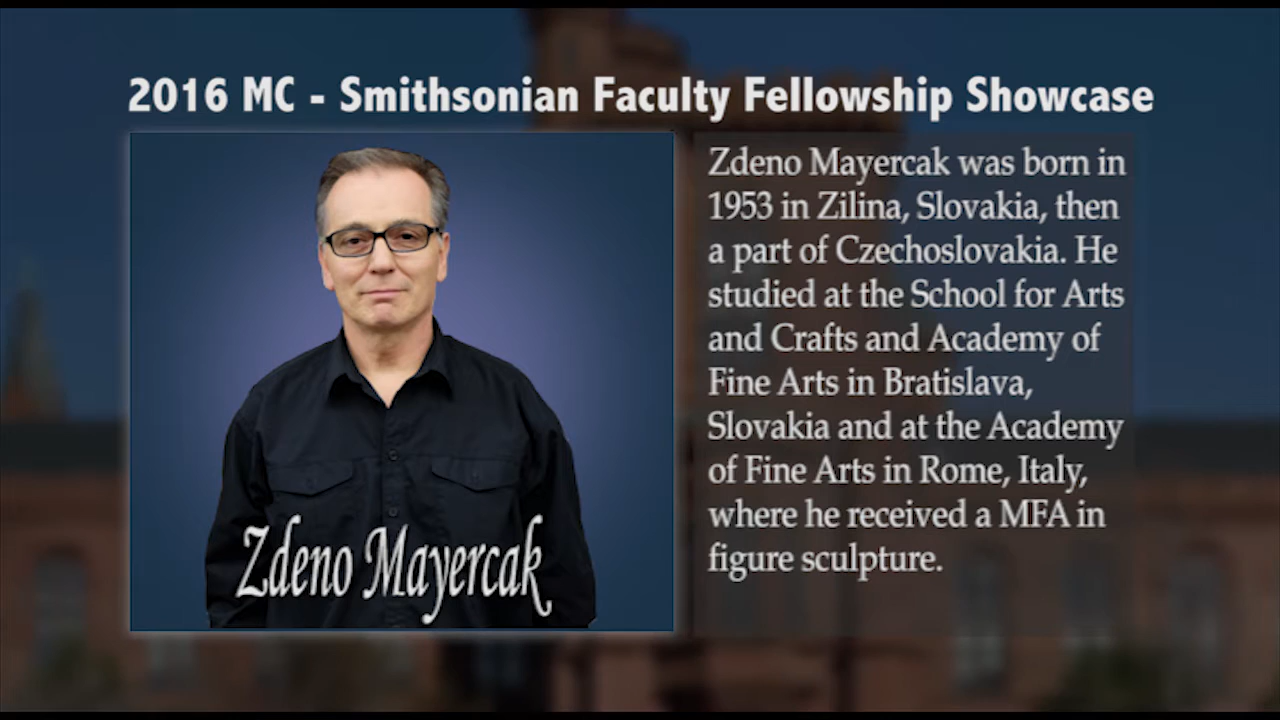 2016 MC - Smithsonian Faculty Fellowship Showcase
Zdeno Mayercak was born in
1953 in Zilina, Slovakia, then
a part of Czechoslovakia. He
studied at the School for Arts
and Crafts and Academy of
Fine Arts in Bratislava,
Slovakia and at the Academy
of Fine Arts in Rome, Italy,
where he received a MFA in
figure sculpture.
Zdeno Mayercak